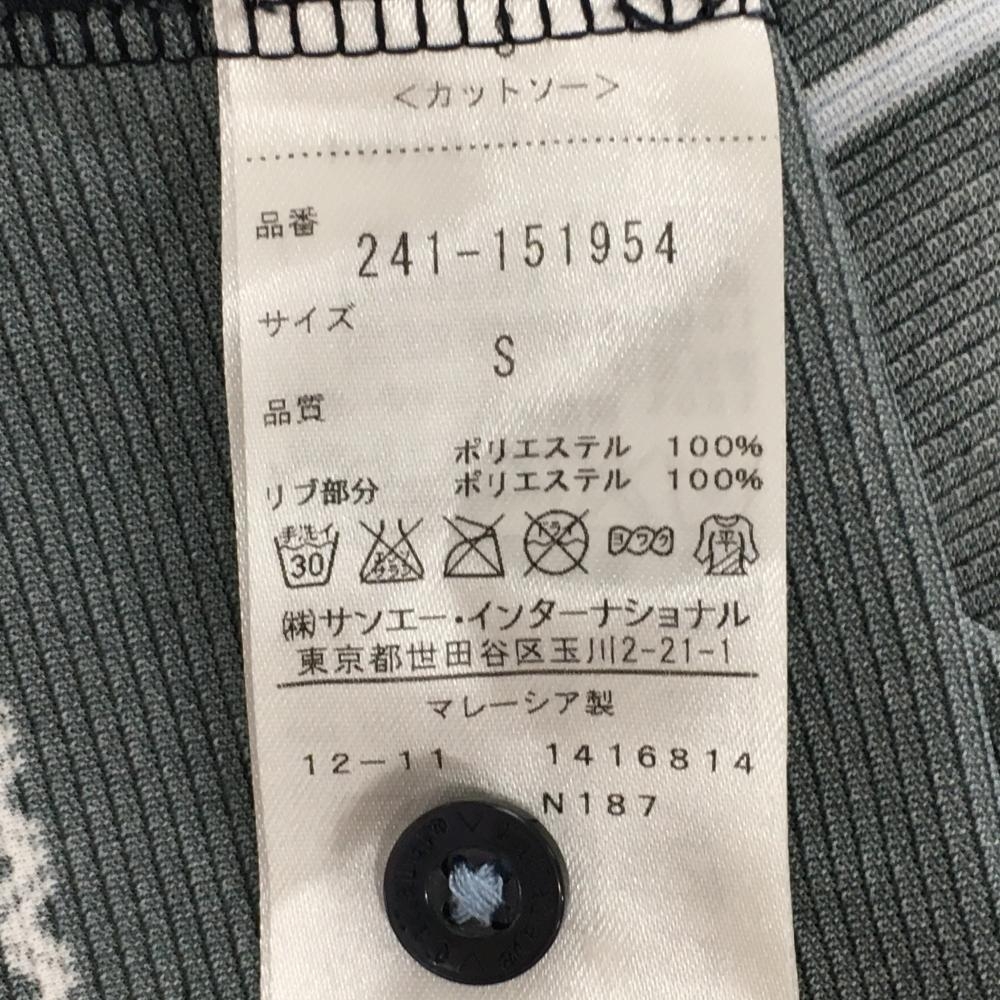 <カットソー>
品番
241-151954
サイズ
S
品質
ポリエステル 100%
リブ部分 ポリエステル 100%
手洗イ 30 エンソサラシ ドライ ヨワク 平
㈱サンエー・インターナショナル
東京都世田谷区玉川2-21-1
マレーシア製
12-11 1416814
N187